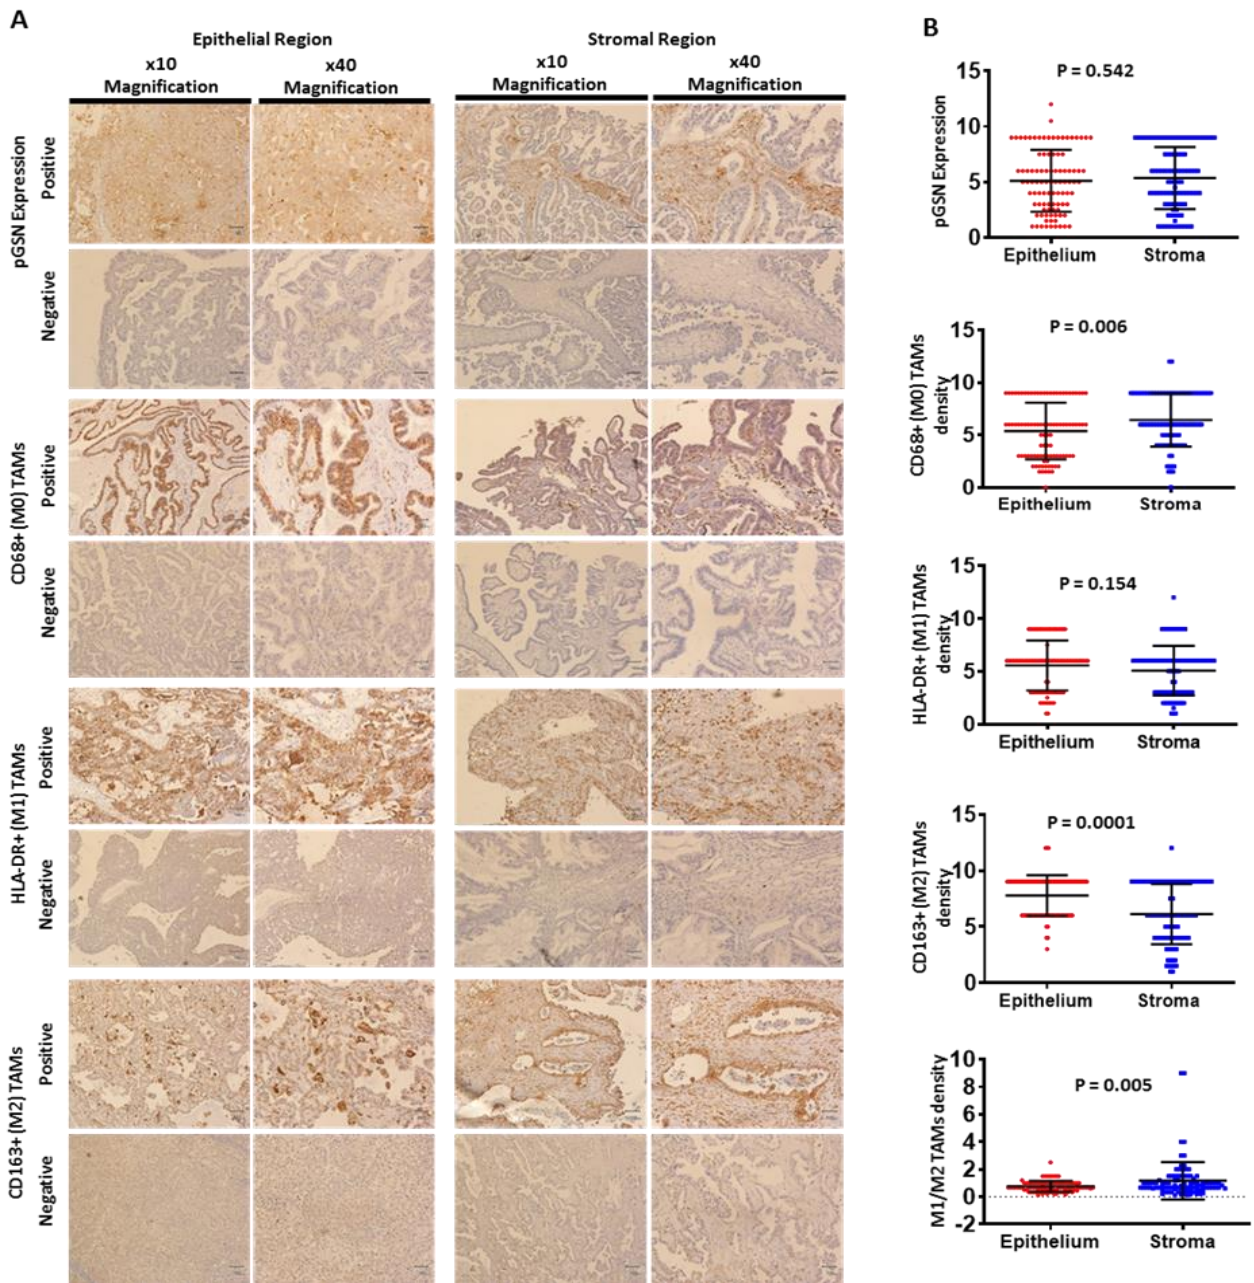 A
Epithelial Region
Stromal Region
x10
Magnification
x40
Magnification
x10
Magnification
x40
Magnification
pGSN Expression
Positive
Negative
CD68+ (M0) TAMs
Positive
Negative
HLA-DR+ (M1) TAMs
Positive
Negative
CD163+ (M2) TAMs
Positive
Negative
B
P = 0.542
pGSN Expression
15
10
5
0
Epithelium
Stroma
P = 0.006
CD68+ (M0) TAMs
density
15
10
5
0
Epithelium
Stroma
P = 0.154
HLA-DR+ (M1) TAMs
density
15
10
5
0
Epithelium
Stroma
P = 0.0001
CD163+ (M2) TAMs
density
15
10
5
0
Epithelium
Stroma
P = 0.005
M1/M2 TAMs density
10
8
6
4
2
0
-2
Epithelium
Stroma